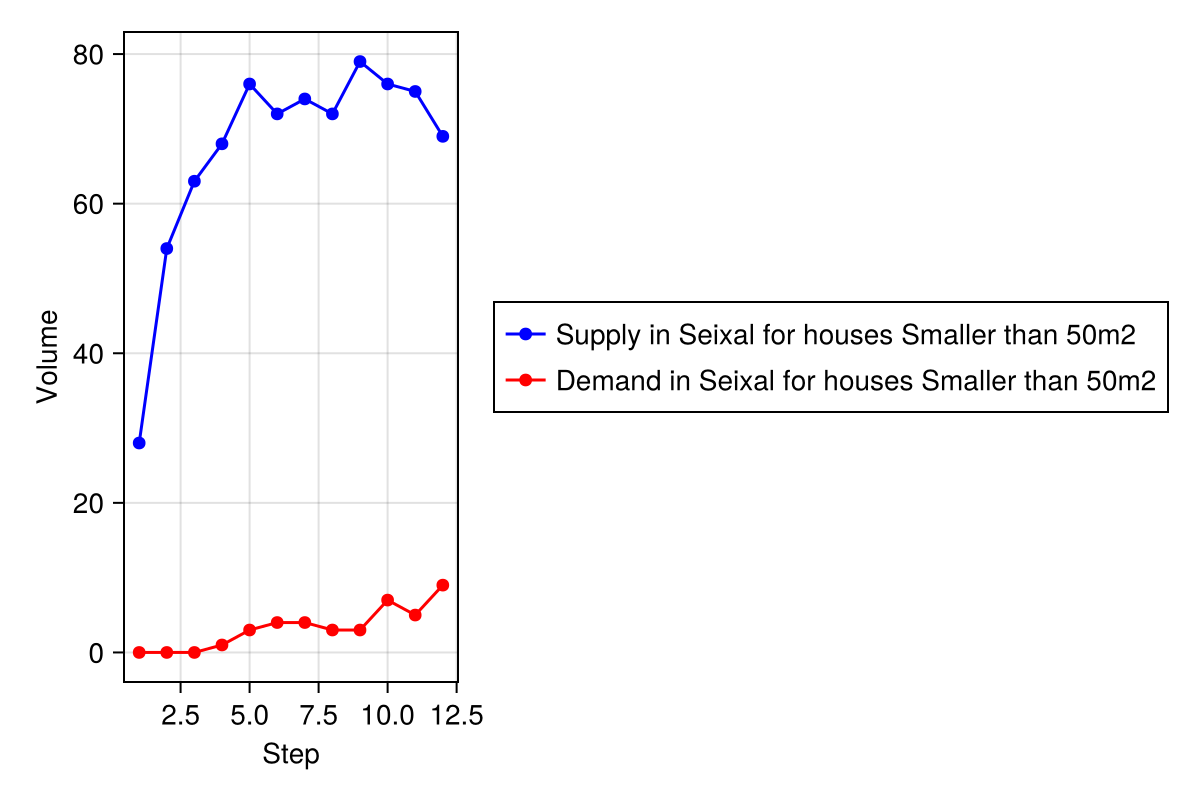 80
60
40
20
0
Volume
2.5 5.0 7.5 10.0 12.5
Step
Supply in Seixal for houses Smaller than 50m2
Demand in Seixal for houses Smaller than 50m2